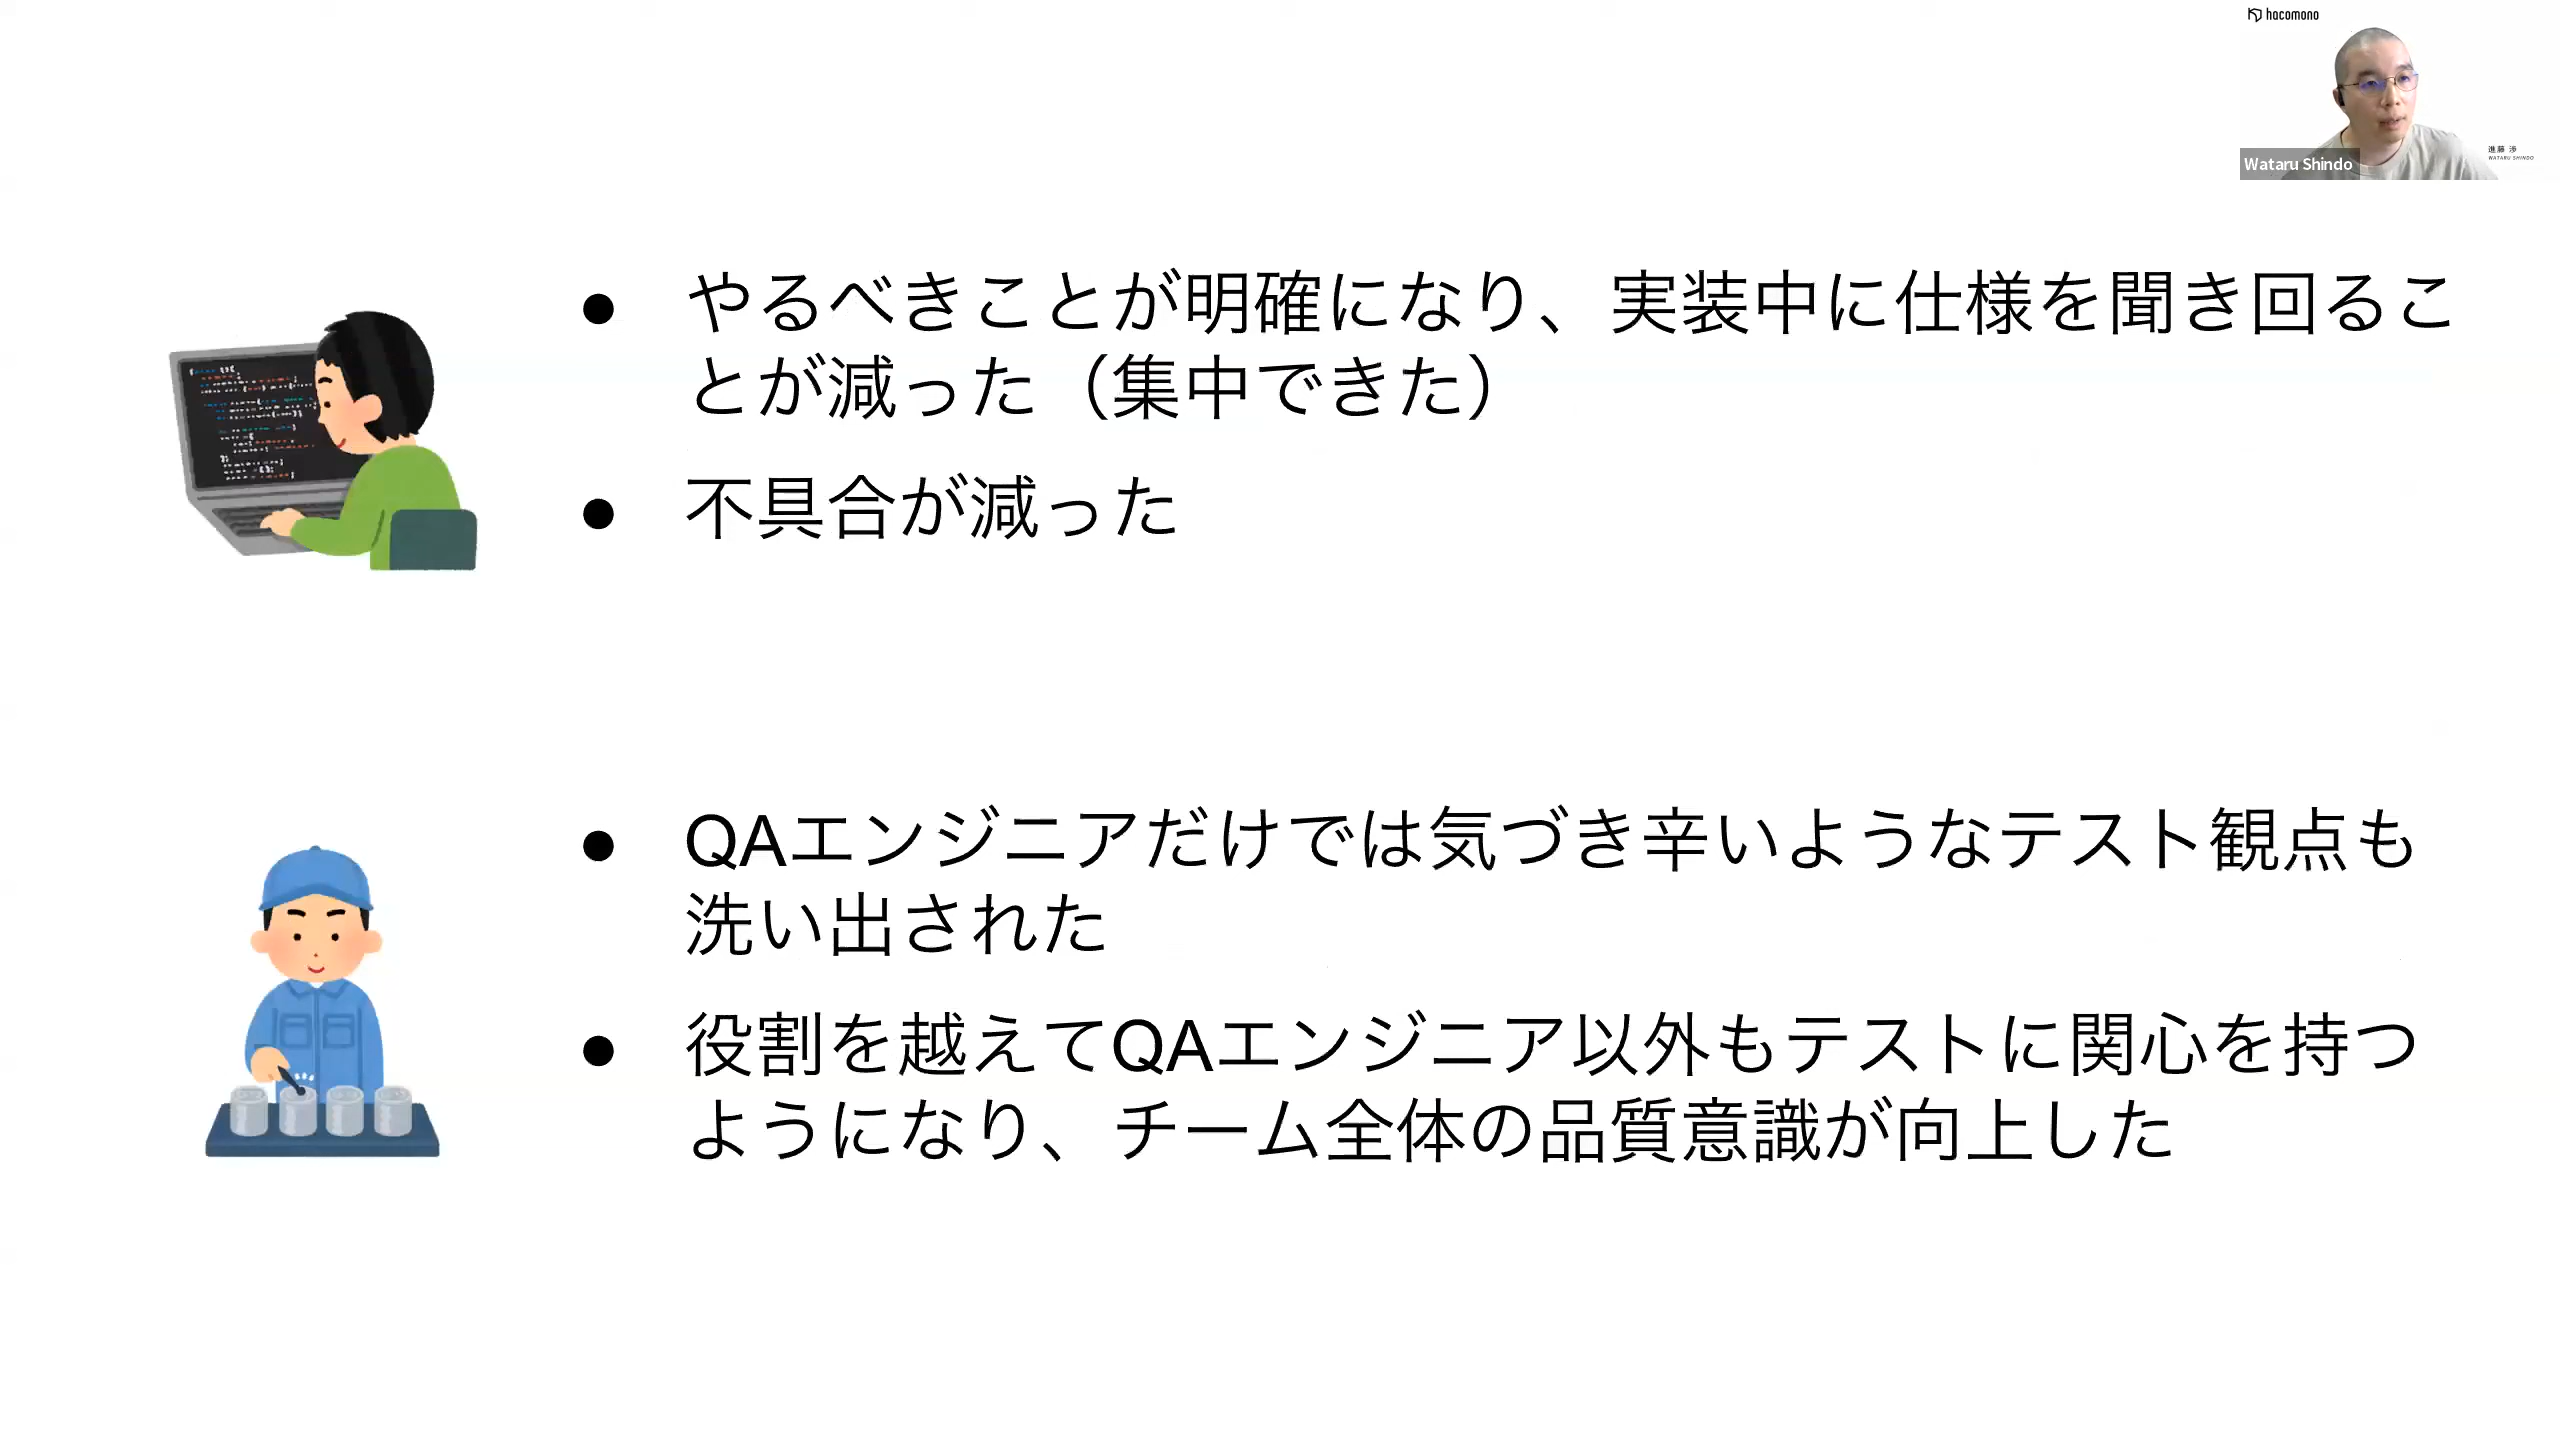 hacomono
Wataru Shindo
進藤 渉
WATARU SHINDO
● やるべきことが明確になり、実装中に仕様を聞き回るこ
とが減った（集中できた）
● 不具合が減った
● QAエンジニアだけでは気づき辛いようなテスト観点も
洗い出された
● 役割を越えてQAエンジニア以外もテストに関心を持つ
ようになり、チーム全体の品質意識が向上した